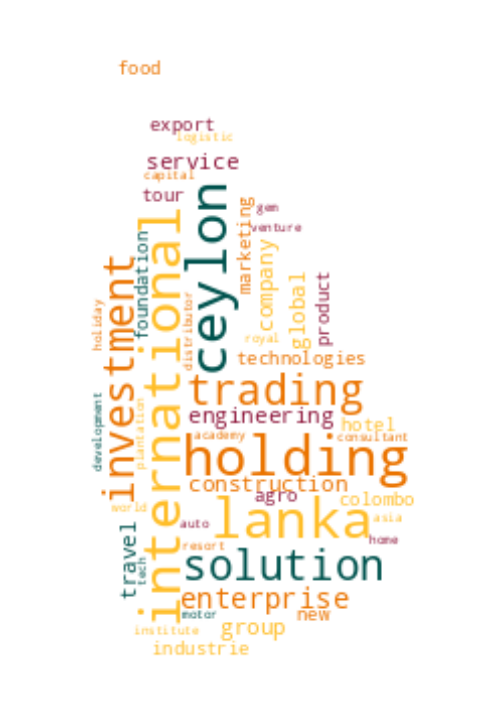 food
export
logistic
service
capital
tour
ceylon
marketing
gem
venture
international
foundation
company
investment
global
product
holiday
distributor
royal
technologies
trading
development
plantation
engineering
hotel
academy
consultant
holding
construction
agro
colombo
world
lanka
auto
asia
travel
home
resort
tech
solution
enterprise
motor
new
institute
group
industrie